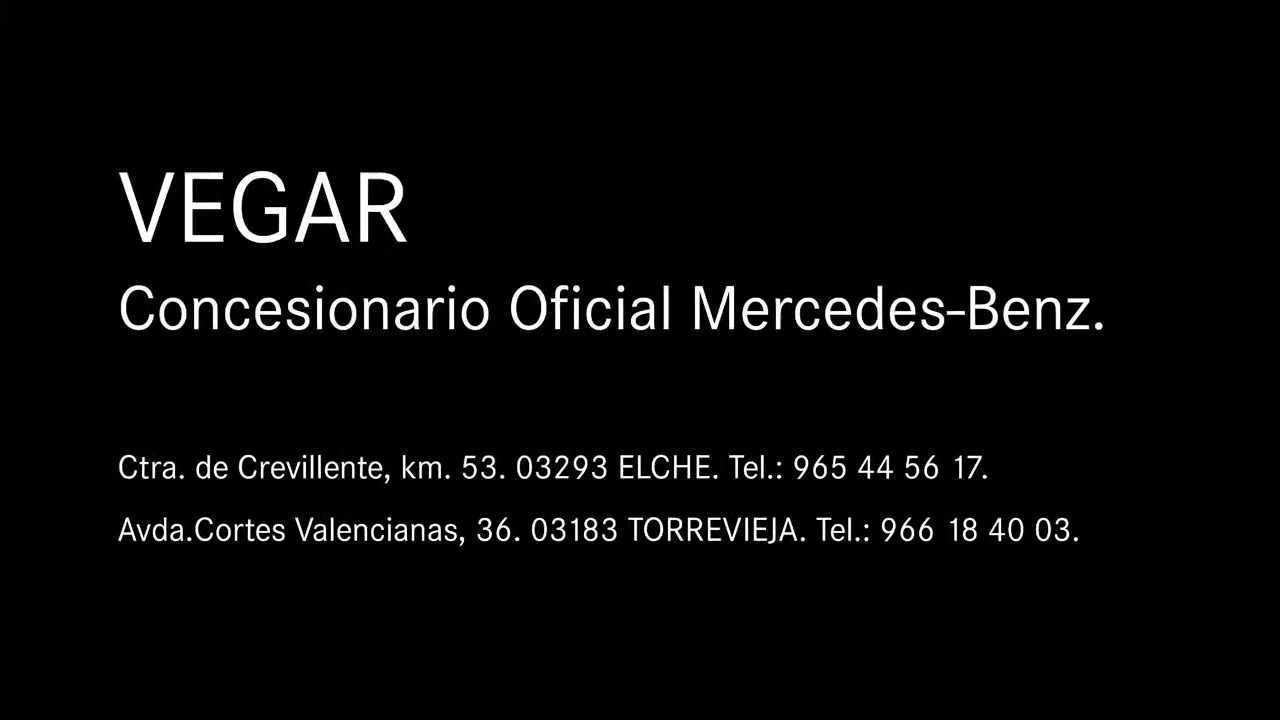 VEGAR
Concesionario Oficial Mercedes-Benz.
Ctra. de Crevillente, km. 53. 03293 ELCHE. Tel.: 965 44 56 17.
Avda.Cortes Valencianas, 36. 03183 TORREVIEJA. Tel.: 966 18 40 03.